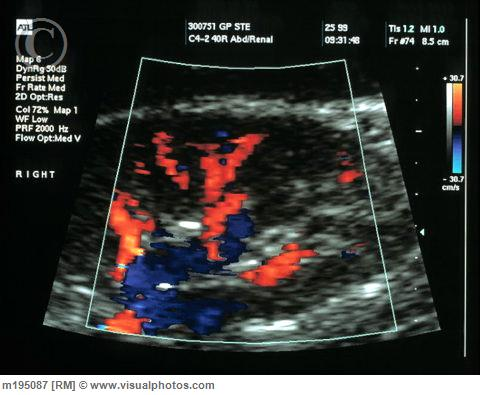 ATL
©
300751 GP STE
C4-2 40R Abd/Renal
25 99
09:31:48
TIs 1.2 MI 1.0
Fr #74 8.5 cm
Map 6
DynRg 50dB
Persist Med
Fr Rate Med
2D Opt:Res
Col 72% Map 1
WF Low
PRF 2000 Hz
Flow Opt:Med V
RIGHT
+ 30.7
- 30.7
cm/s
m195087 [RM] © www.visualphotos.com